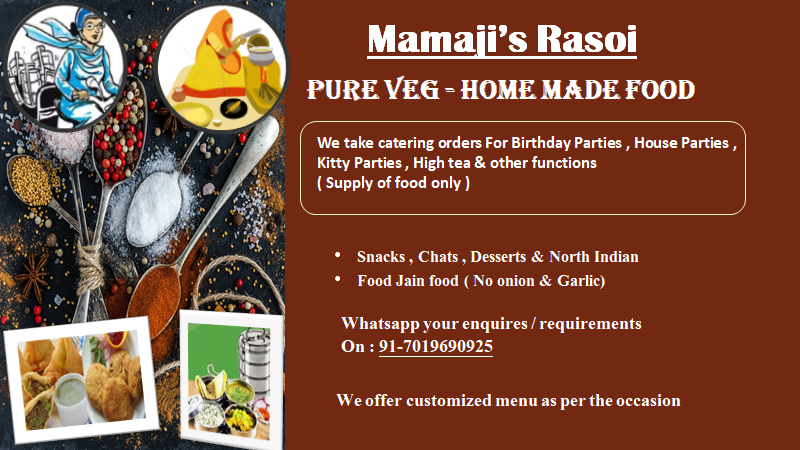 Mamaji's Rasoi
PURE VEG - HOME MADE FOOD
We take catering orders For Birthday Parties , House Parties ,
Kitty Parties , High tea & other functions
( Supply of food only )
• Snacks , Chats , Desserts & North Indian
• Food Jain food ( No onion & Garlic)
Whatsapp your enquires / requirements
On : 91-7019690925
We offer customized menu as per the occasion